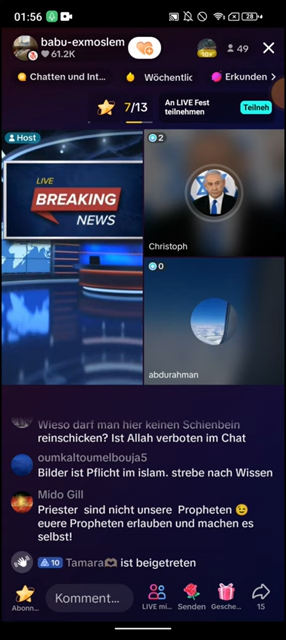 01:56
28
babu-exmoslem
61.2K
10x
49
Chatten und Int...
Wöchentlic
Erkunden
7/13
An LIVE Fest
teilnehmen
Teilneh
Host
LIVE
BREAKING
NEWS
2
Christoph
0
abdurahman
Wieso darf man hier keinen Schienbein
reinschicken? Ist Allah verboten im Chat
oumkaltoumelbouja5
Bilder ist Pflicht im islam. strebe nach Wissen
Mido Gill
Priester sind nicht unsere Propheten 😉
euere Propheten erlauben und machen es
selbst!
10 Tamara🫶🏽 ist beigetreten
Kommentar...
Abonn...
LIVE mi...
Senden
Gesche...
15